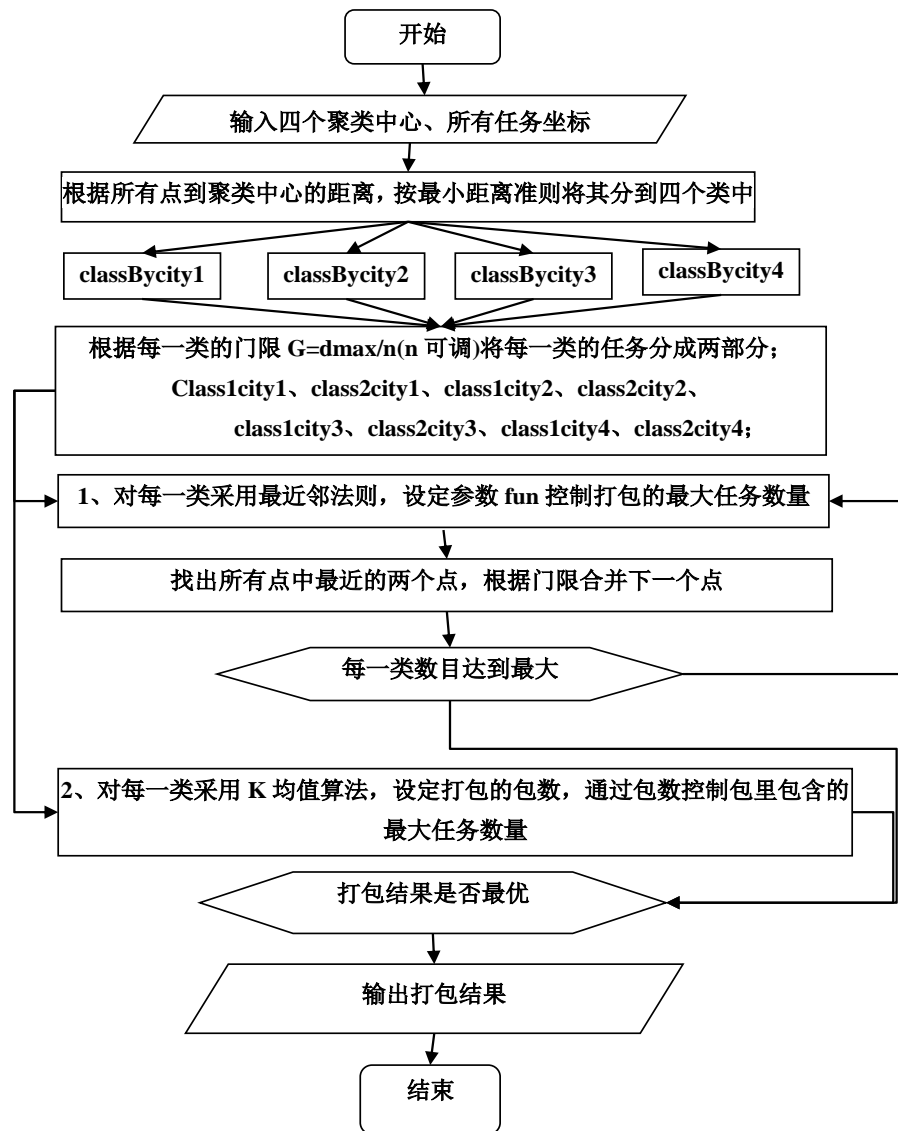 开始
输入四个聚类中心、所有任务坐标
根据所有点到聚类中心的距离，按最小距离准则将其分到四个类中
classBycity1
classBycity2
classBycity3
classBycity4
根据每一类的门限 G=dmax/n(n 可调)将每一类的任务分成两部分；
Class1city1、class2city1、class1city2、class2city2、
class1city3、class2city3、class1city4、class2city4；
1、对每一类采用最近邻法则，设定参数 fun 控制打包的最大任务数量
找出所有点中最近的两个点，根据门限合并下一个点
每一类数目达到最大
2、对每一类采用 K 均值算法，设定打包的包数，通过包数控制包里包含的
最大任务数量
打包结果是否最优
输出打包结果
结束